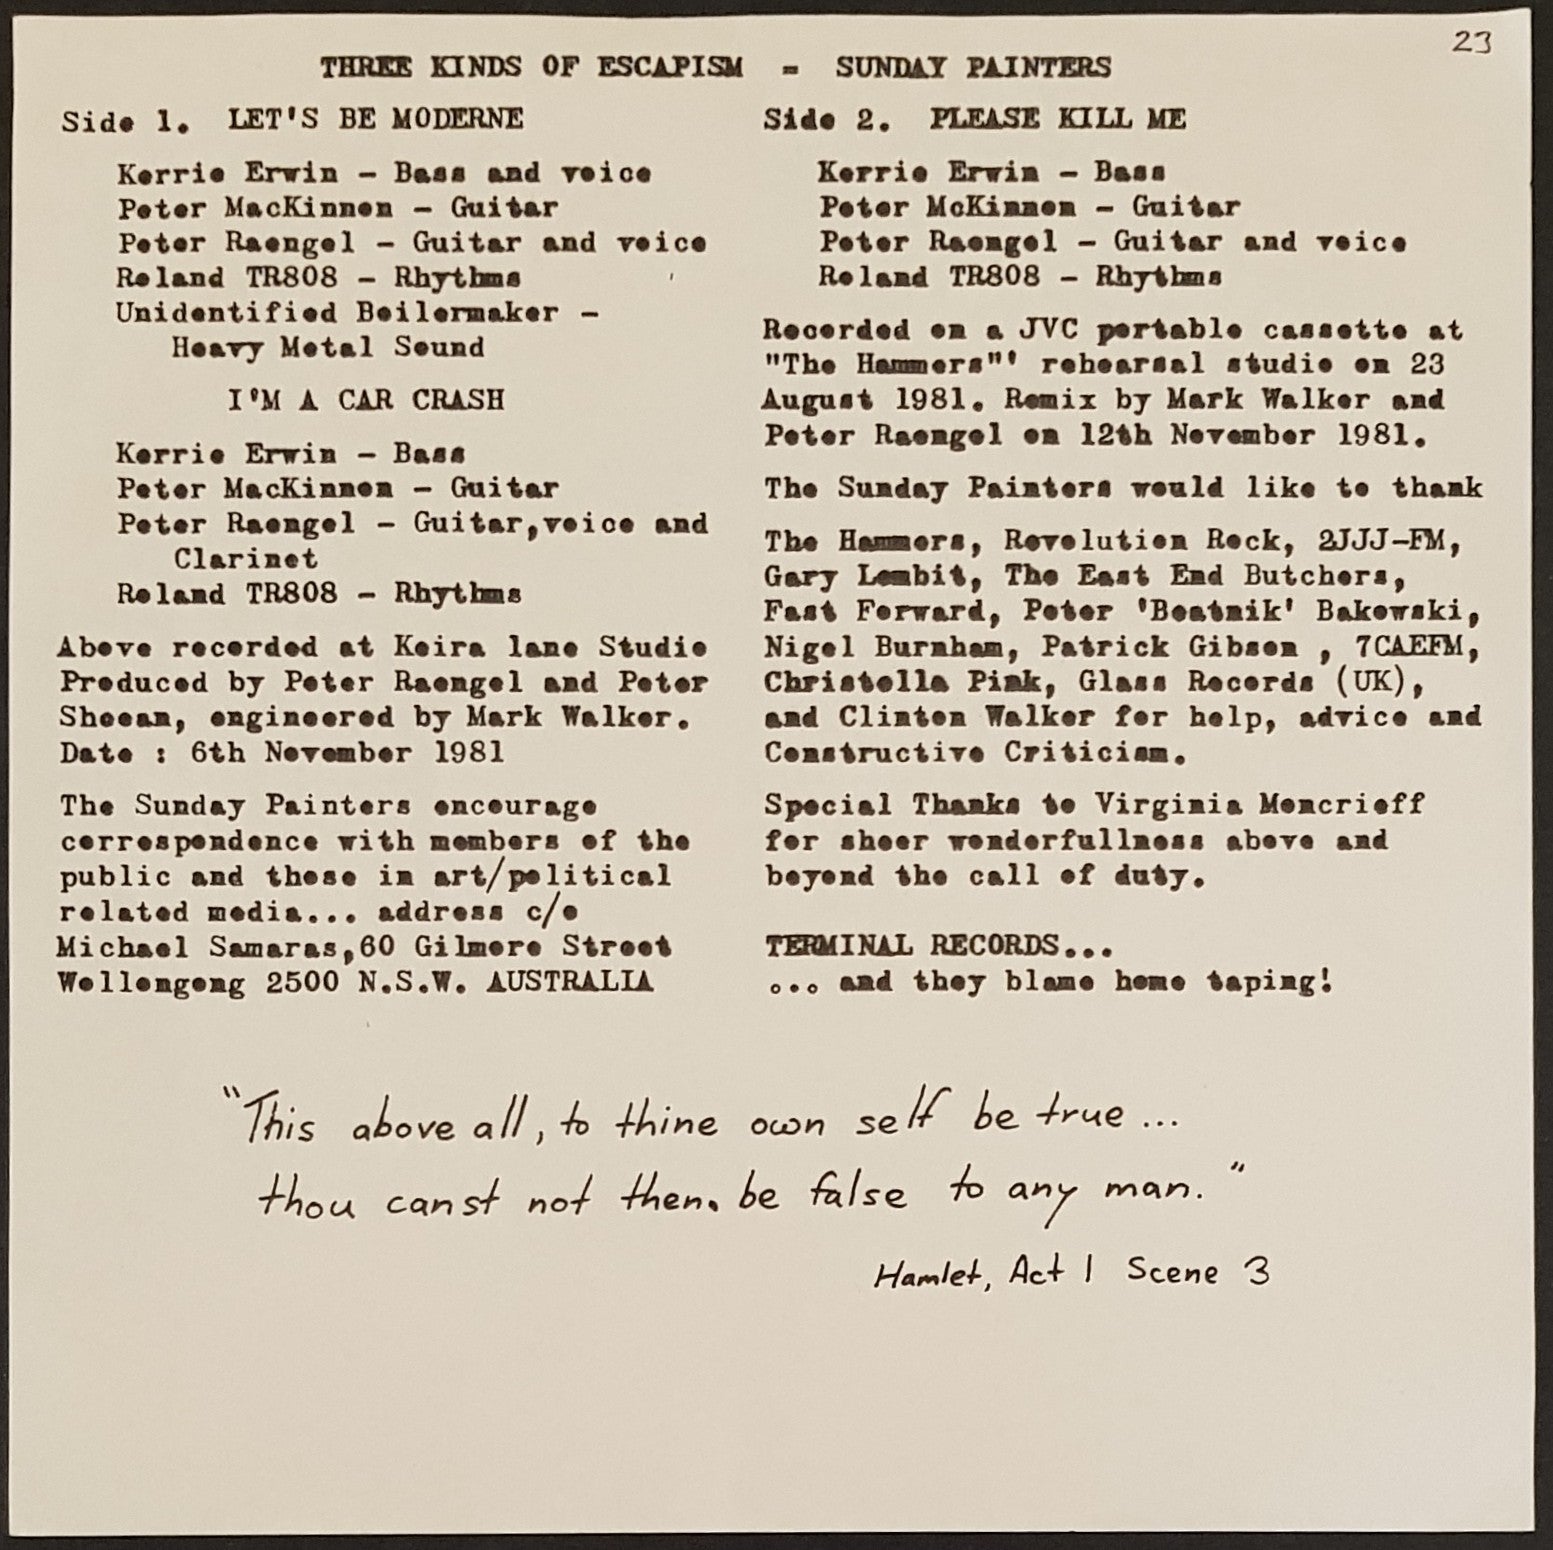 23
THREE KINDS OF ESCAPISM - SUNDAY PAINTERS
Side 1. LET'S BE MODERNE
Kerrie Erwin - Bass and voice
Peter MacKinnon - Guitar
Peter Raengel - Guitar and voice
Roland TR808 - Rhythms
Unidentified Boilermaker -
Heavy Metal Sound
I'M A CAR CRASH
Kerrie Erwin - Bass
Peter MacKinnon - Guitar
Peter Raengel - Guitar,voice and
Clarinet
Roland TR808 - Rhythms
Above recorded at Keira lane Studio
Produced by Peter Raengel and Peter
Sheean, engineered by Mark Walker.
Date : 6th November 1981
The Sunday Painters encourage
correspondence with members of the
public and those in art/political
related media... address c/o
Michael Samaras,60 Gilmore Street
Wollongong 2500 N.S.W. AUSTRALIA
Side 2. PLEASE KILL ME
Kerrie Erwin - Bass
Peter McKinnon - Guitar
Peter Raengel - Guitar and voice
Roland TR808 - Rhythms
Recorded on a JVC portable cassette at
"The Hammers"' rehearsal studio on 23
August 1981. Remix by Mark Walker and
Peter Raengel on 12th November 1981.
The Sunday Painters would like to thank
The Hammers, Revolution Rock, 2JJJ-FM,
Gary Lembit, The East End Butchers,
Fast Forward, Peter 'Beatnik' Bakowski,
Nigel Burnham, Patrick Gibson , 7CAEFM,
Christella Pink, Glass Records (UK),
and Clinton Walker for help, advice and
Constructive Criticism.
Special Thanks to Virginia Moncrieff
for sheer wonderfullness above and
beyond the call of duty.
TERMINAL RECORDS...
... and they blame home taping!
"This above all, to thine own self be true...
thou canst not then. be false to any man."
Hamlet, Act 1 Scene 3